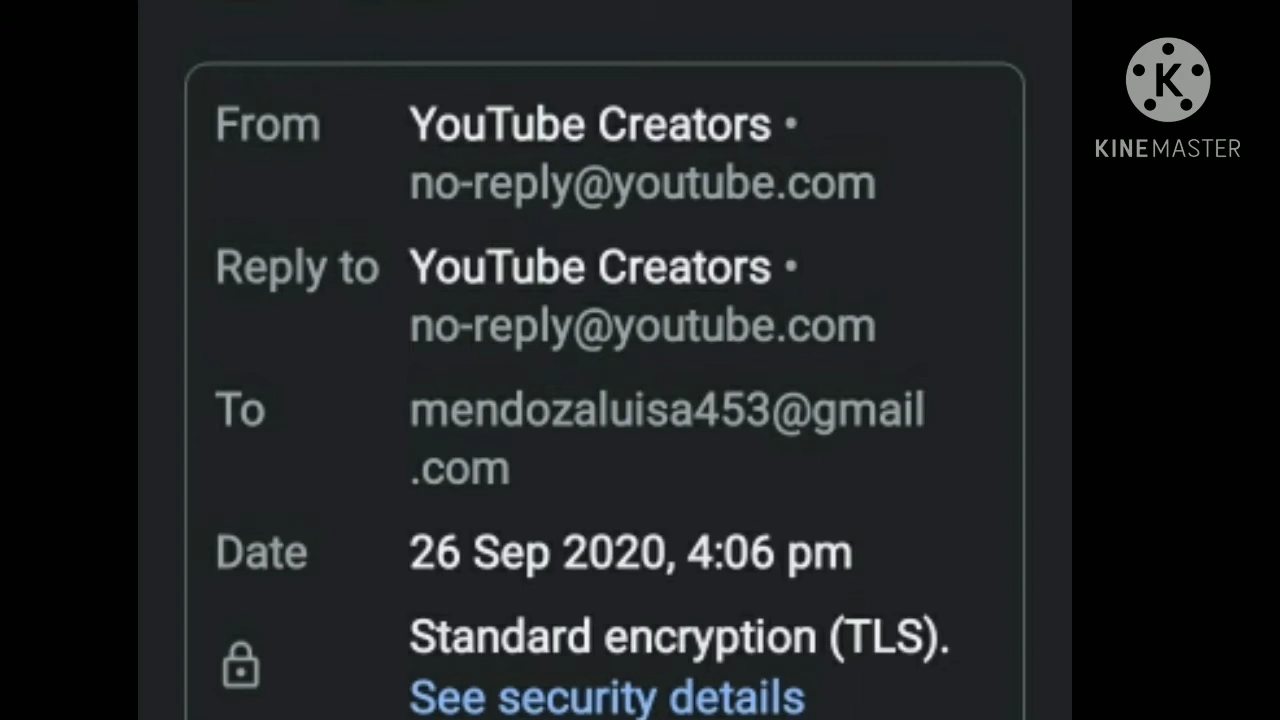 From YouTube Creators •
no-reply@youtube.com
Reply to YouTube Creators •
no-reply@youtube.com
To mendozaluisa453@gmail
.com
Date 26 Sep 2020, 4:06 pm
Standard encryption (TLS).
See security details
K
KINEMASTER